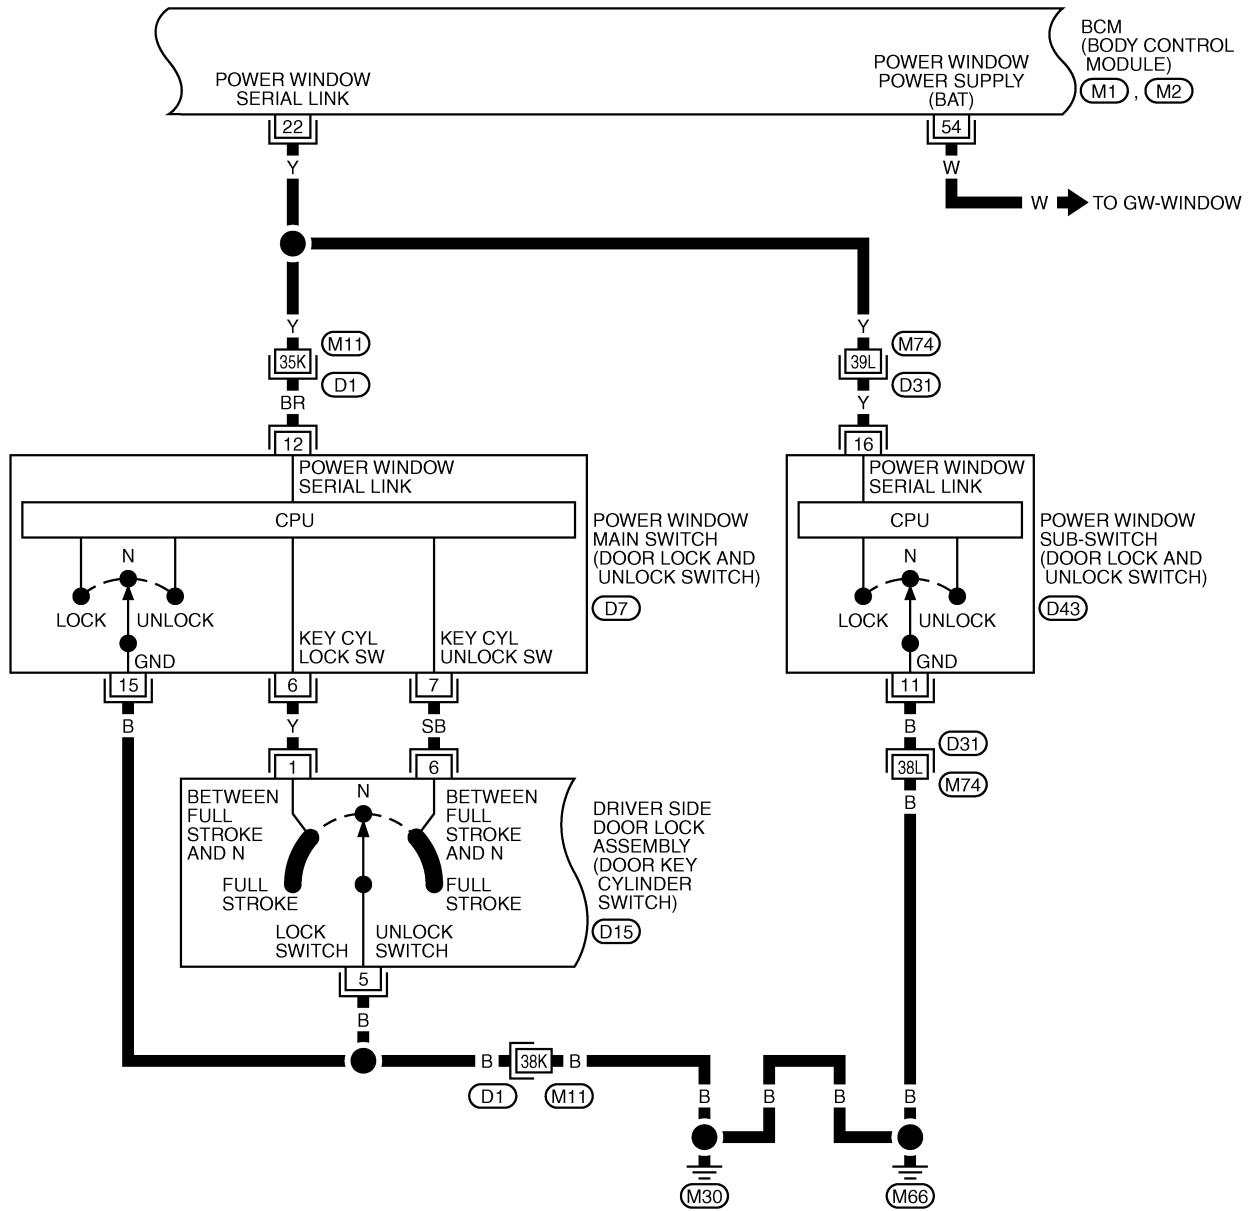 BCM
(BODY CONTROL
MODULE)
M1 , M2
POWER WINDOW
SERIAL LINK
POWER WINDOW
POWER SUPPLY
(BAT)
22
54
Y
W
W
TO GW-WINDOW
Y
Y
M11
35K
D1
M74
39L
D31
BR
Y
12
16
POWER WINDOW
SERIAL LINK
CPU
N
LOCK
UNLOCK
GND
KEY CYL
LOCK SW
KEY CYL
UNLOCK SW
POWER WINDOW
MAIN SWITCH
(DOOR LOCK AND
UNLOCK SWITCH)
D7
POWER WINDOW
SERIAL LINK
CPU
N
LOCK
UNLOCK
GND
POWER WINDOW
SUB-SWITCH
(DOOR LOCK AND
UNLOCK SWITCH)
D43
15
6
7
11
B
Y
SB
B
1
6
D31
38L
M74
B
BETWEEN
FULL
STROKE
AND N
FULL
STROKE
N
BETWEEN
FULL
STROKE
AND N
FULL
STROKE
LOCK
SWITCH
UNLOCK
SWITCH
DRIVER SIDE
DOOR LOCK
ASSEMBLY
(DOOR KEY
CYLINDER
SWITCH)
D15
5
B
B
38K
B
D1
M11
B
B
B
B
M30
M66